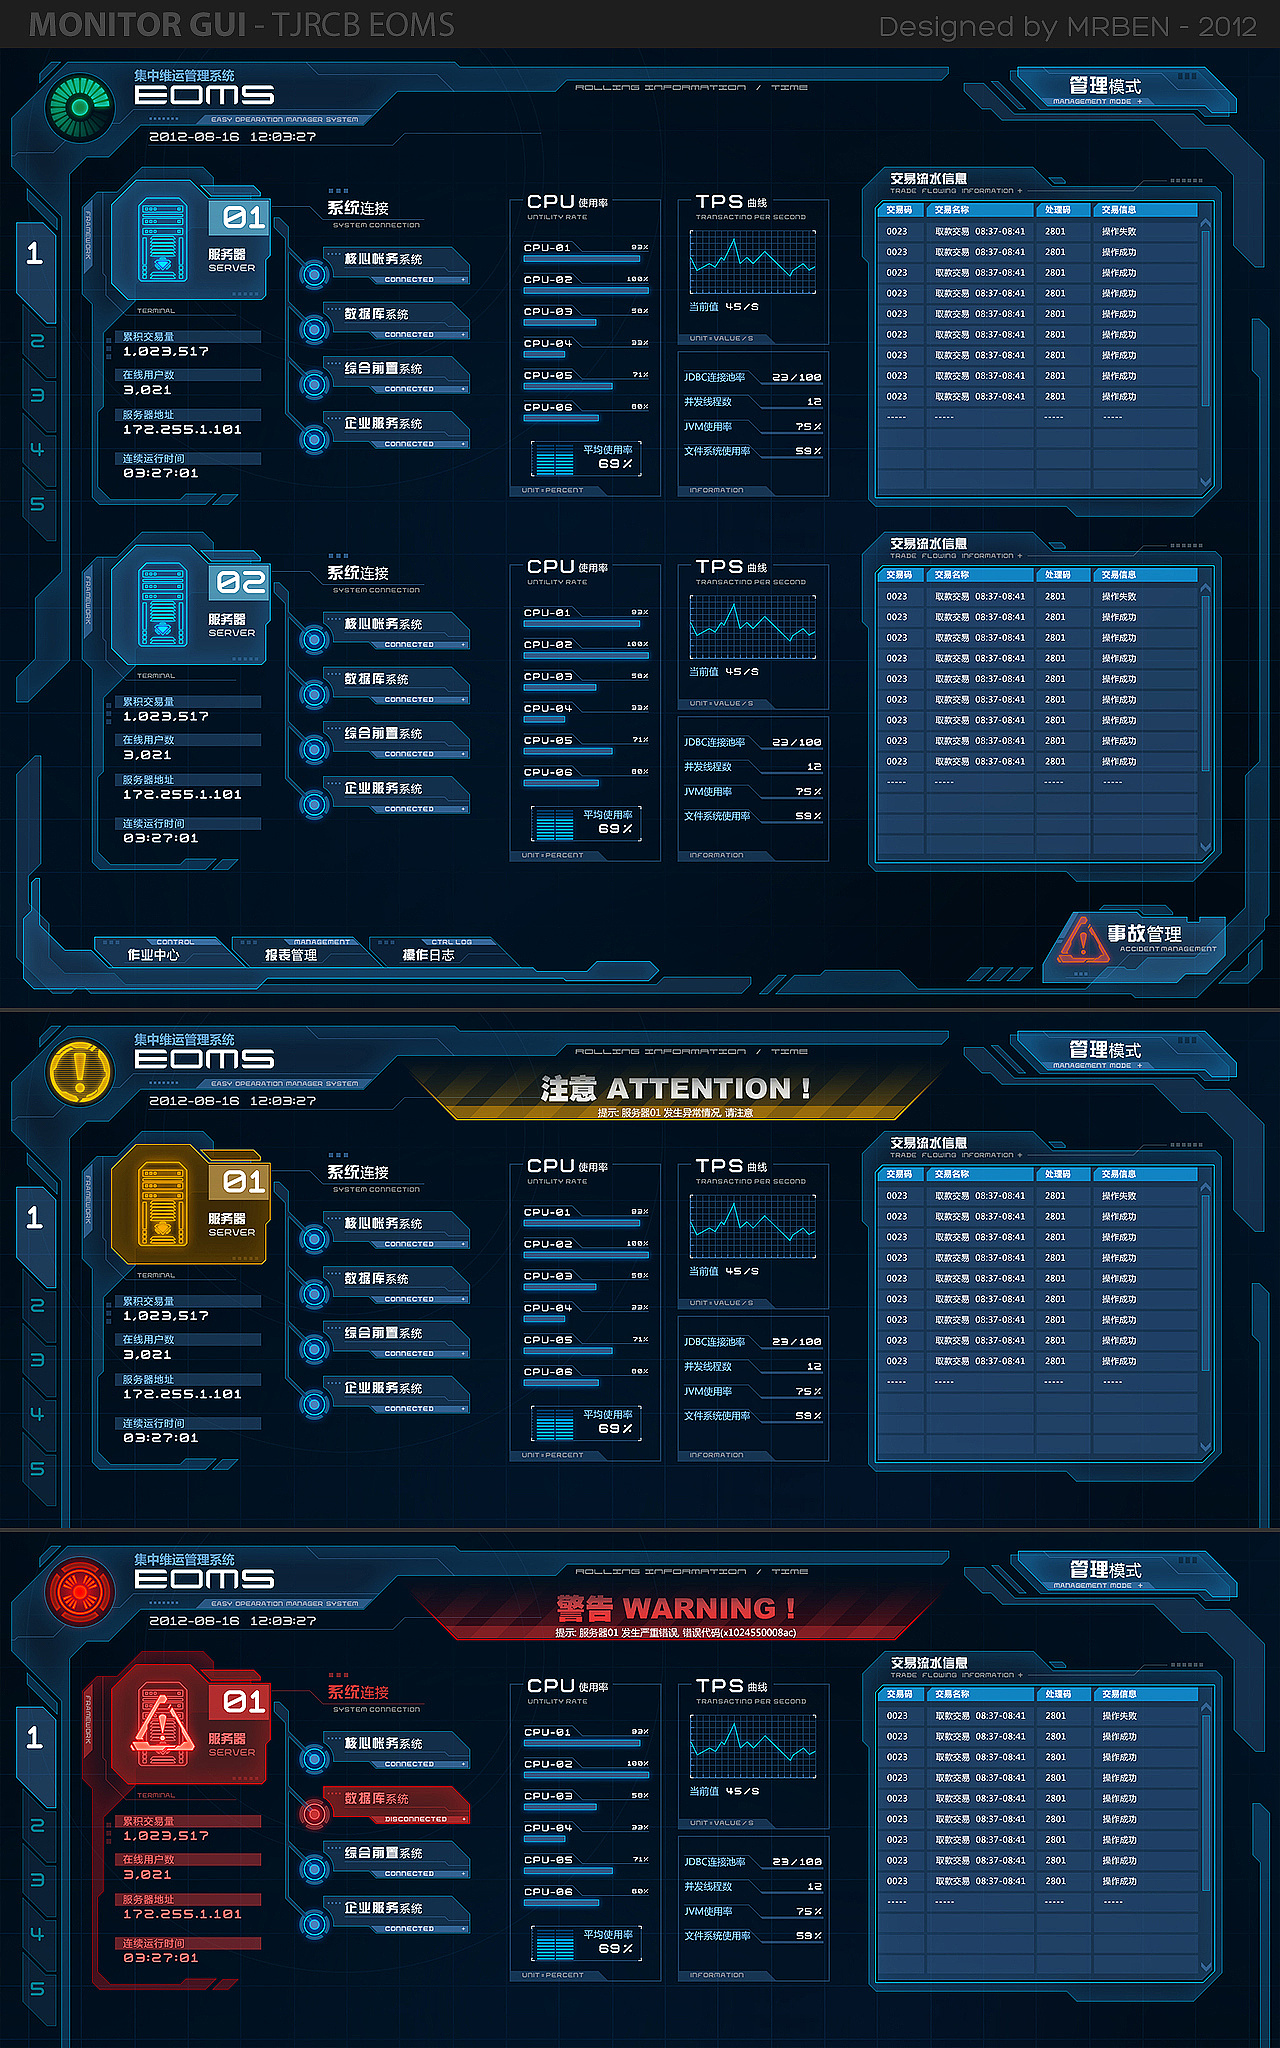 MONITOR GUI - TJRCB EOMS
Designed by MRBEN - 2012
集中维运管理系统
EOMS
EASY OPEARATION MANAGER SYSTEM
2012-08-16 12:03:27
ROLLING INFORMATION / TIME
管理模式
MANAGEMENT MODE +
1
2
3
4
5
FRAMEWORK
01
服务器
SERVER
TERMINAL
累积交易量
1,023,517
在线用户数
3,021
服务器地址
172.255.1.101
连续运行时间
03:27:01
系统连接
SYSTEM CONNECTION
核心帐务系统
CONNECTED +
数据库系统
CONNECTED +
综合前置系统
CONNECTED +
企业服务系统
CONNECTED +
CPU 使用率
UNTILITY RATE
CPU-01 93%
CPU-02 100%
CPU-03 58%
CPU-04 33%
CPU-05 71%
CPU-06 60%
平均使用率
69%
UNIT=PERCENT
TPS 曲线
TRANSACTINO PER SECOND
当前值 45/S
UNIT=VALUE/S
JDBC连接池率 23/100
并发线程数 12
JVM使用率 75%
文件系统使用率 59%
INFORMATION
交易流水信息
TRADE FLOWING INFORMATION +
交易码 交易名称 处理码 交易信息
0023 取款交易 08:37-08:41 2801 操作失败
0023 取款交易 08:37-08:41 2801 操作成功
0023 取款交易 08:37-08:41 2801 操作成功
0023 取款交易 08:37-08:41 2801 操作成功
0023 取款交易 08:37-08:41 2801 操作成功
0023 取款交易 08:37-08:41 2801 操作成功
0023 取款交易 08:37-08:41 2801 操作成功
0023 取款交易 08:37-08:41 2801 操作成功
0023 取款交易 08:37-08:41 2801 操作成功
----- ----- ----- -----
FRAMEWORK
02
服务器
SERVER
TERMINAL
累积交易量
1,023,517
在线用户数
3,021
服务器地址
172.255.1.101
连续运行时间
03:27:01
系统连接
SYSTEM CONNECTION
核心帐务系统
CONNECTED +
数据库系统
CONNECTED +
综合前置系统
CONNECTED +
企业服务系统
CONNECTED +
CPU 使用率
UNTILITY RATE
CPU-01 93%
CPU-02 100%
CPU-03 58%
CPU-04 33%
CPU-05 71%
CPU-06 60%
平均使用率
69%
UNIT=PERCENT
TPS 曲线
TRANSACTINO PER SECOND
当前值 45/S
UNIT=VALUE/S
JDBC连接池率 23/100
并发线程数 12
JVM使用率 75%
文件系统使用率 59%
INFORMATION
交易流水信息
TRADE FLOWING INFORMATION +
交易码 交易名称 处理码 交易信息
0023 取款交易 08:37-08:41 2801 操作失败
0023 取款交易 08:37-08:41 2801 操作成功
0023 取款交易 08:37-08:41 2801 操作成功
0023 取款交易 08:37-08:41 2801 操作成功
0023 取款交易 08:37-08:41 2801 操作成功
0023 取款交易 08:37-08:41 2801 操作成功
0023 取款交易 08:37-08:41 2801 操作成功
0023 取款交易 08:37-08:41 2801 操作成功
0023 取款交易 08:37-08:41 2801 操作成功
----- ----- ----- -----
CONTROL
作业中心
MANAGEMENT
报表管理
CTRL LOG
操作日志
事故管理
ACCIDENT MANAGEMENT
集中维运管理系统
EOMS
EASY OPEARATION MANAGER SYSTEM
2012-08-16 12:03:27
ROLLING INFORMATION / TIME
注意 ATTENTION !
提示: 服务器01 发生异常情况, 请注意
管理模式
MANAGEMENT MODE +
1
2
3
4
5
FRAMEWORK
01
服务器
SERVER
TERMINAL
累积交易量
1,023,517
在线用户数
3,021
服务器地址
172.255.1.101
连续运行时间
03:27:01
系统连接
SYSTEM CONNECTION
核心帐务系统
CONNECTED +
数据库系统
CONNECTED +
综合前置系统
CONNECTED +
企业服务系统
CONNECTED +
CPU 使用率
UNTILITY RATE
CPU-01 93%
CPU-02 100%
CPU-03 58%
CPU-04 33%
CPU-05 71%
CPU-06 60%
平均使用率
69%
UNIT=PERCENT
TPS 曲线
TRANSACTINO PER SECOND
当前值 45/S
UNIT=VALUE/S
JDBC连接池率 23/100
并发线程数 12
JVM使用率 75%
文件系统使用率 59%
INFORMATION
交易流水信息
TRADE FLOWING INFORMATION +
交易码 交易名称 处理码 交易信息
0023 取款交易 08:37-08:41 2801 操作失败
0023 取款交易 08:37-08:41 2801 操作成功
0023 取款交易 08:37-08:41 2801 操作成功
0023 取款交易 08:37-08:41 2801 操作成功
0023 取款交易 08:37-08:41 2801 操作成功
0023 取款交易 08:37-08:41 2801 操作成功
0023 取款交易 08:37-08:41 2801 操作成功
0023 取款交易 08:37-08:41 2801 操作成功
0023 取款交易 08:37-08:41 2801 操作成功
----- ----- ----- -----
集中维运管理系统
EOMS
EASY OPEARATION MANAGER SYSTEM
2012-08-16 12:03:27
ROLLING INFORMATION / TIME
警告 WARNING !
提示: 服务器01 发生严重错误, 错误代码(x1024550008ac)
管理模式
MANAGEMENT MODE +
1
2
3
4
5
FRAMEWORK
01
服务器
SERVER
TERMINAL
累积交易量
1,023,517
在线用户数
3,021
服务器地址
172.255.1.101
连续运行时间
03:27:01
系统连接
SYSTEM CONNECTION
核心帐务系统
CONNECTED +
数据库系统
DISCONNECTED +
综合前置系统
CONNECTED +
企业服务系统
CONNECTED +
CPU 使用率
UNTILITY RATE
CPU-01 93%
CPU-02 100%
CPU-03 58%
CPU-04 33%
CPU-05 71%
CPU-06 60%
平均使用率
69%
UNIT=PERCENT
TPS 曲线
TRANSACTINO PER SECOND
当前值 45/S
UNIT=VALUE/S
JDBC连接池率 23/100
并发线程数 12
JVM使用率 75%
文件系统使用率 59%
INFORMATION
交易流水信息
TRADE FLOWING INFORMATION +
交易码 交易名称 处理码 交易信息
0023 取款交易 08:37-08:41 2801 操作失败
0023 取款交易 08:37-08:41 2801 操作成功
0023 取款交易 08:37-08:41 2801 操作成功
0023 取款交易 08:37-08:41 2801 操作成功
0023 取款交易 08:37-08:41 2801 操作成功
0023 取款交易 08:37-08:41 2801 操作成功
0023 取款交易 08:37-08:41 2801 操作成功
0023 取款交易 08:37-08:41 2801 操作成功
0023 取款交易 08:37-08:41 2801 操作成功
----- ----- ----- -----